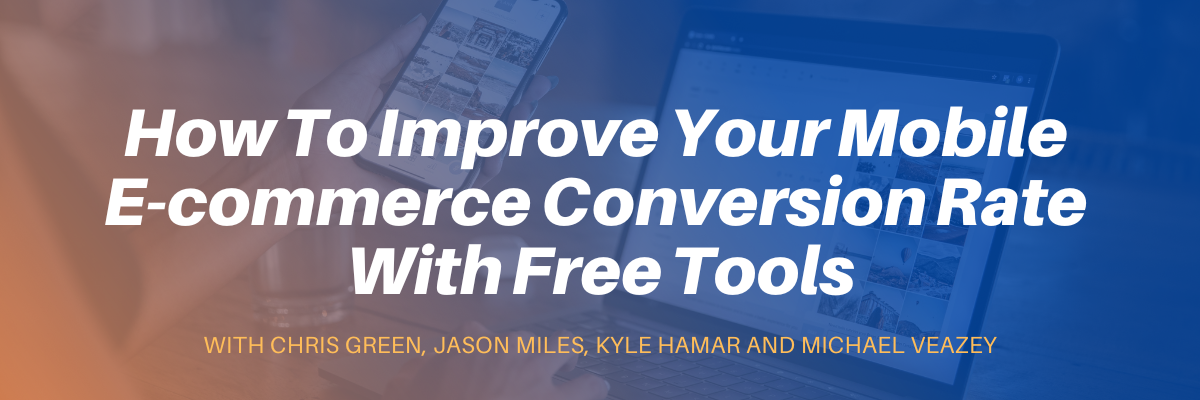 How To Improve Your Mobile
E-commerce Conversion Rate
With Free Tools
WITH CHRIS GREEN, JASON MILES, KYLE HAMAR AND MICHAEL VEAZEY